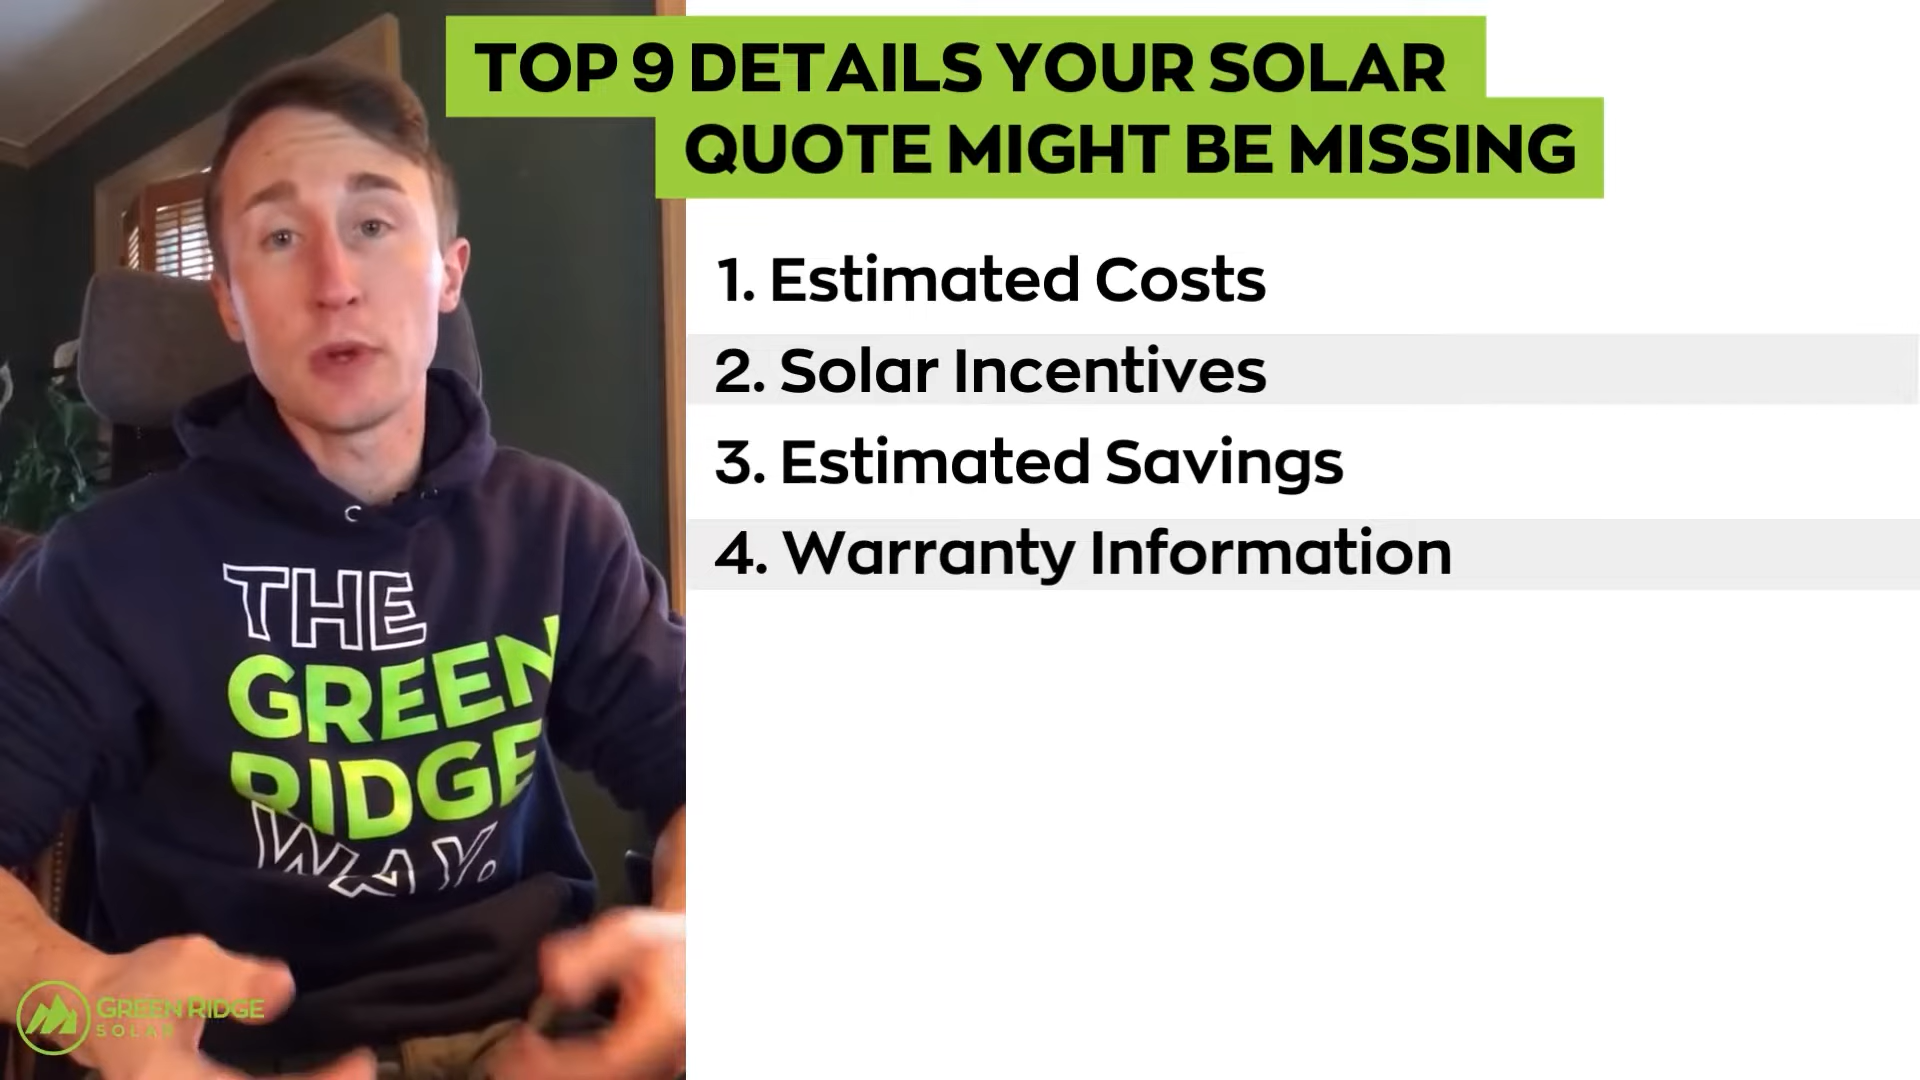 TOP 9 DETAILS YOUR SOLAR
QUOTE MIGHT BE MISSING
1. Estimated Costs
2. Solar Incentives
3. Estimated Savings
4. Warranty Information
THE
GREEN
RIDGE
WAY.
GREEN RIDGE
SOLAR